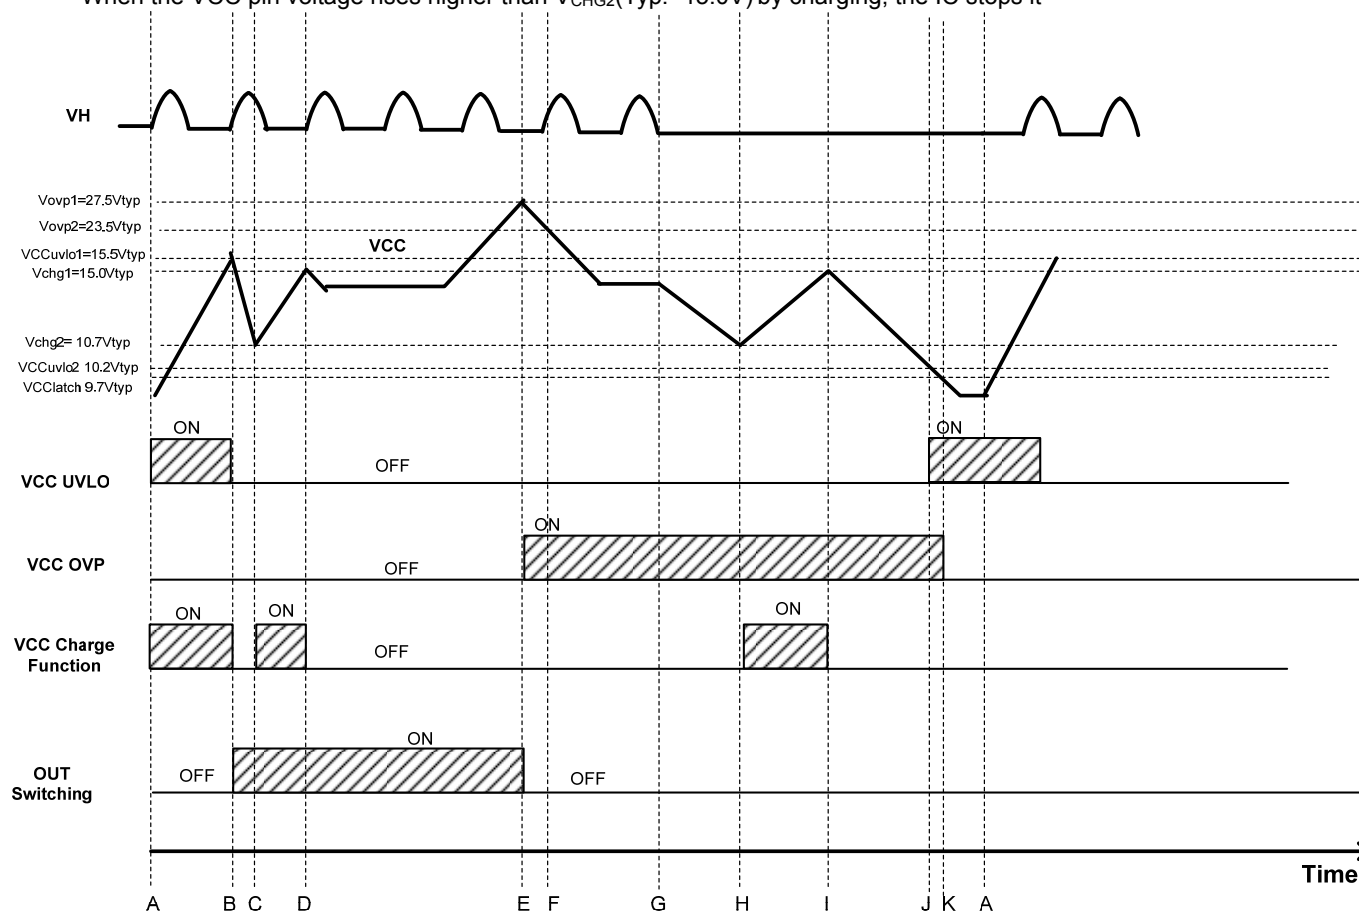 When the VCC pin voltage rises higher than VCHG2(Typ.=15.0V) by charging, the IC stops it
VH
Vovp1=27.5Vtyp
Vovp2=23.5Vtyp
VCC
VCCuvlo1=15.5Vtyp
Vchg1=15.0Vtyp
Vchg2= 10.7Vtyp
VCCuvlo2 10.2Vtyp
VCClatch 9.7Vtyp
ON
ON
OFF
VCC UVLO
ON
OFF
VCC OVP
ON
ON
ON
OFF
VCC Charge
Function
ON
OFF
OFF
OUT
Switching
Time
A B C D E F G H I J K A